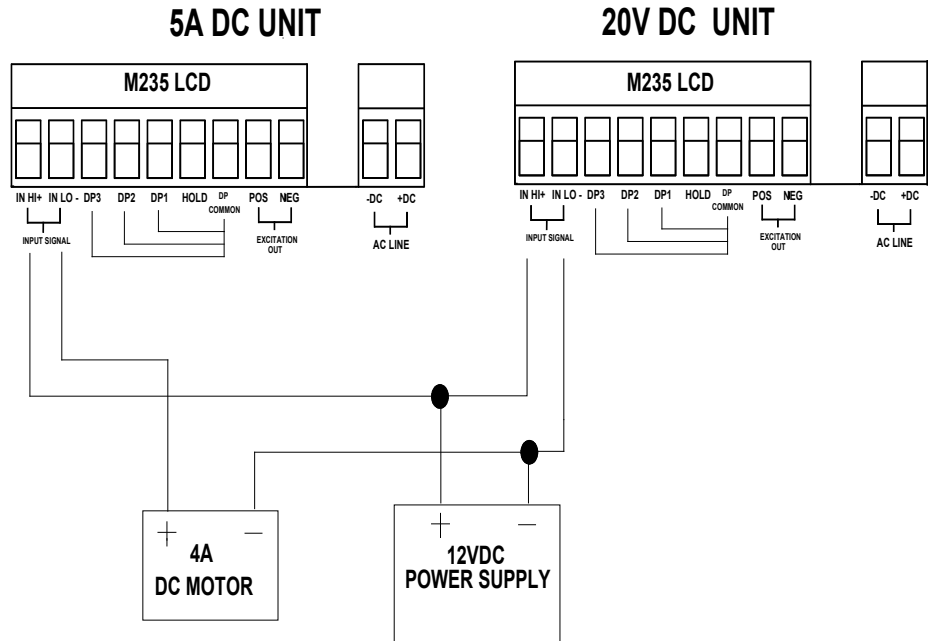 5A DC UNIT
20V DC UNIT
M235 LCD
IN HI+ IN LO - DP3 DP2 DP1 HOLD DP COMMON POS NEG
INPUT SIGNAL
EXCITATION
OUT
-DC +DC
AC LINE
M235 LCD
IN HI+ IN LO - DP3 DP2 DP1 HOLD DP COMMON POS NEG
INPUT SIGNAL
EXCITATION
OUT
-DC +DC
AC LINE
+ —
4A
DC MOTOR
+ —
12VDC
POWER SUPPLY